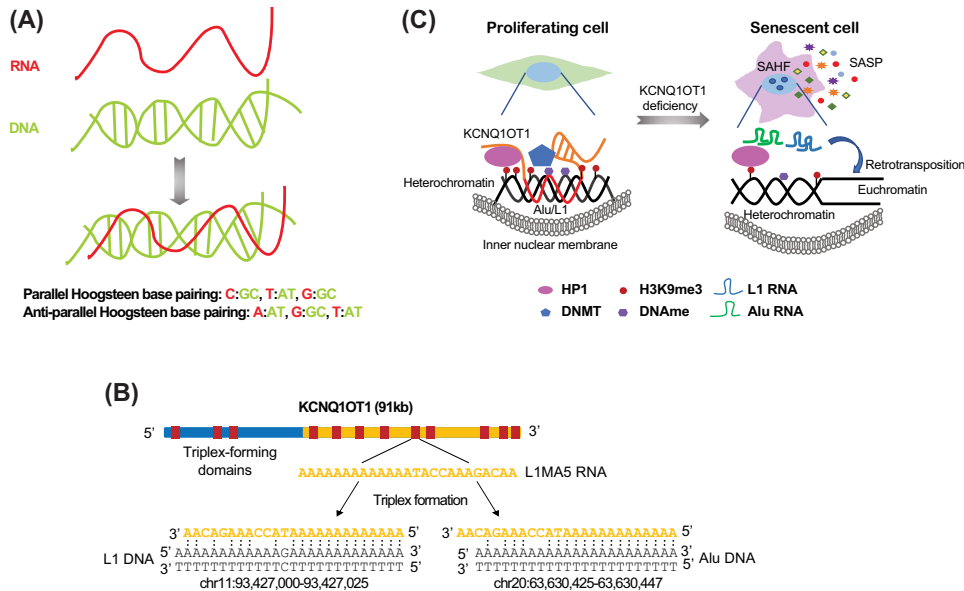 (A)
RNA
DNA
Parallel Hoogsteen base pairing: C:GC, T:AT, G:GC
Anti-parallel Hoogsteen base pairing: A:AT, G:GC, T:AT
(C)
Proliferating cell
Senescent cell
SAHF
SASP
KCNQ1OT1
deficiency
KCNQ1OT1
Heterochromatin
Alu/L1
Inner nuclear membrane
Retrotransposition
Euchromatin
Heterochromatin
HP1
H3K9me3
L1 RNA
DNMT
DNAme
Alu RNA
(B)
KCNQ1OT1 (91kb)
5’ 3’
Triplex-forming
domains
AAAAAAAAAAAAATACCAAAGACAA L1MA5 RNA
Triplex formation
3’ AACAGAAACCATAAAAAAAAAAAAA 5’
L1 DNA
5’ AAAAAAAAAAAAGAAAAAAAAAAAAA 3’
3’ TTTTTTTTTTTTCTTTTTTTTTTTTT 5’
chr11:93,427,000-93,427,025
3’ AACAGAAACCATAAAAAAAAAAAAA 5’
5’ AAAAAAAAAAAAAAAAAAAAAAA 3’
Alu DNA
3’ TTTTTTTTTTTTTTTTTTTTTTT 5’
chr20:63,630,425-63,630,447